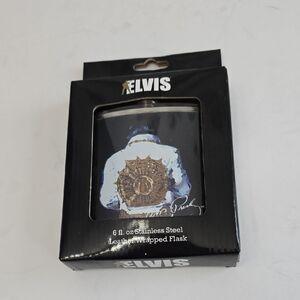 ELVIS
6 fl. oz Stainless Steel
Leather Wrapped Flask
ELVIS